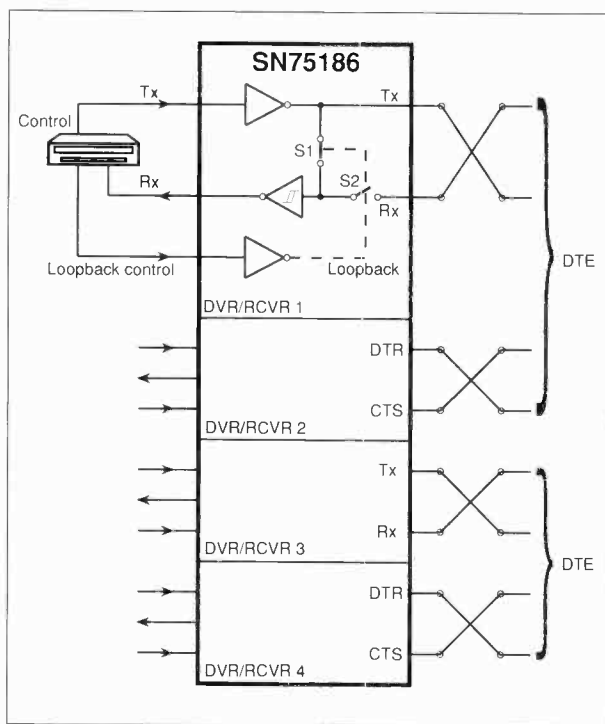 SN75186
Tx
Tx
Control
S1
S2
Rx
Rx
Loopback control
Loopback
DTE
DVR/RCVR 1
DTR
CTS
DVR/RCVR 2
Tx
Rx
DVR/RCVR 3
DTE
DTR
CTS
DVR/RCVR 4